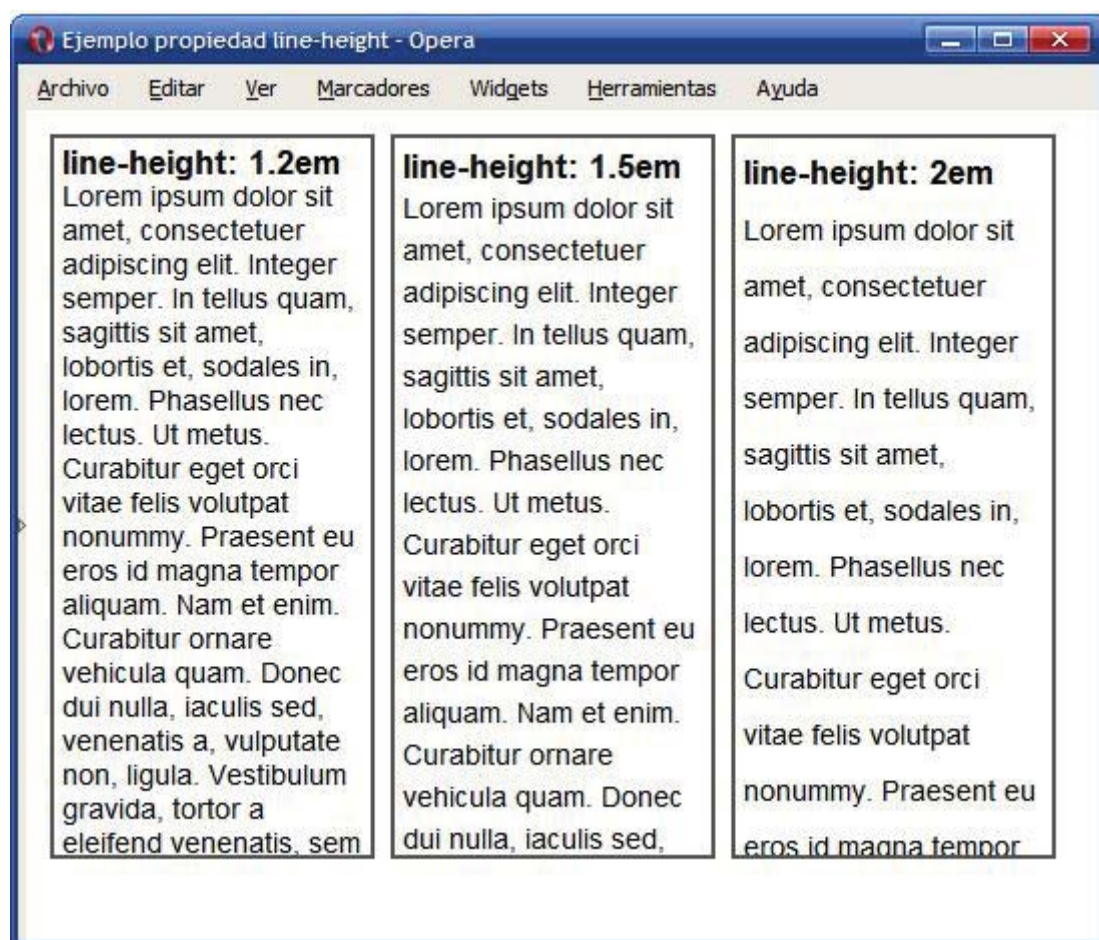 Ejemplo propiedad line-height - Opera
Archivo Editar Ver Marcadores Widgets Herramientas Ayuda
line-height: 1.2em
Lorem ipsum dolor sit
amet, consectetuer
adipiscing elit. Integer
semper. In tellus quam,
sagittis sit amet,
lobortis et, sodales in,
lorem. Phasellus nec
lectus. Ut metus.
Curabitur eget orci
vitae felis volutpat
nonummy. Praesent eu
eros id magna tempor
aliquam. Nam et enim.
Curabitur ornare
vehicula quam. Donec
dui nulla, iaculis sed,
venenatis a, vulputate
non, ligula. Vestibulum
gravida, tortor a
eleifend venenatis, sem
line-height: 1.5em
Lorem ipsum dolor sit
amet, consectetuer
adipiscing elit. Integer
semper. In tellus quam,
sagittis sit amet,
lobortis et, sodales in,
lorem. Phasellus nec
lectus. Ut metus.
Curabitur eget orci
vitae felis volutpat
nonummy. Praesent eu
eros id magna tempor
aliquam. Nam et enim.
Curabitur ornare
vehicula quam. Donec
dui nulla, iaculis sed,
line-height: 2em
Lorem ipsum dolor sit
amet, consectetuer
adipiscing elit. Integer
semper. In tellus quam,
sagittis sit amet,
lobortis et, sodales in,
lorem. Phasellus nec
lectus. Ut metus.
Curabitur eget orci
vitae felis volutpat
nonummy. Praesent eu
eros id magna tempor